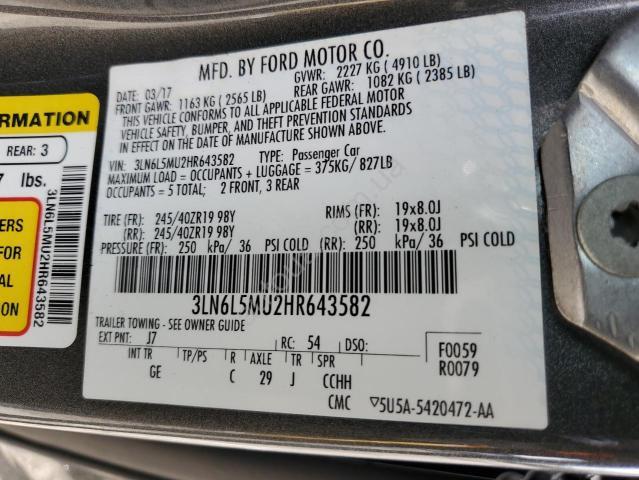 MFD. BY FORD MOTOR CO.
DATE: 03/17 GVWR: 2227 KG ( 4910 LB)
FRONT GAWR: 1163 KG ( 2565 LB) REAR GAWR: 1082 KG ( 2385 LB)
THIS VEHICLE CONFORMS TO ALL APPLICABLE FEDERAL MOTOR
VEHICLE SAFETY, BUMPER, AND THEFT PREVENTION STANDARDS
IN EFFECT ON THE DATE OF MANUFACTURE SHOWN ABOVE.
VIN: 3LN6L5MU2HR643582 TYPE: Passenger Car
MAXIMUM LOAD = OCCUPANTS + LUGGAGE = 375KG/ 827LB
OCCUPANTS = 5 TOTAL; 2 FRONT, 3 REAR
TIRE (FR): 245/40ZR19 98Y RIMS (FR): 19x8.0J
(RR): 245/40ZR19 98Y (RR): 19x8.0J
PRESSURE (FR): 250 kPa/ 36 PSI COLD (RR): 250 kPa/ 36 PSI COLD
3LN6L5MU2HR643582
TRAILER TOWING - SEE OWNER GUIDE
EXT PNT: J7 RC: 54 DSO:
INT TR TP/PS R AXLE TR SPR
GE C 29 J CCHH
F0059
R0079
CMC ▽5U5A-5420472-AA
ORMATION
REAR: 3
7 lbs.
3LN6L5MU2HR643582
ERS
FOR
AL
ION